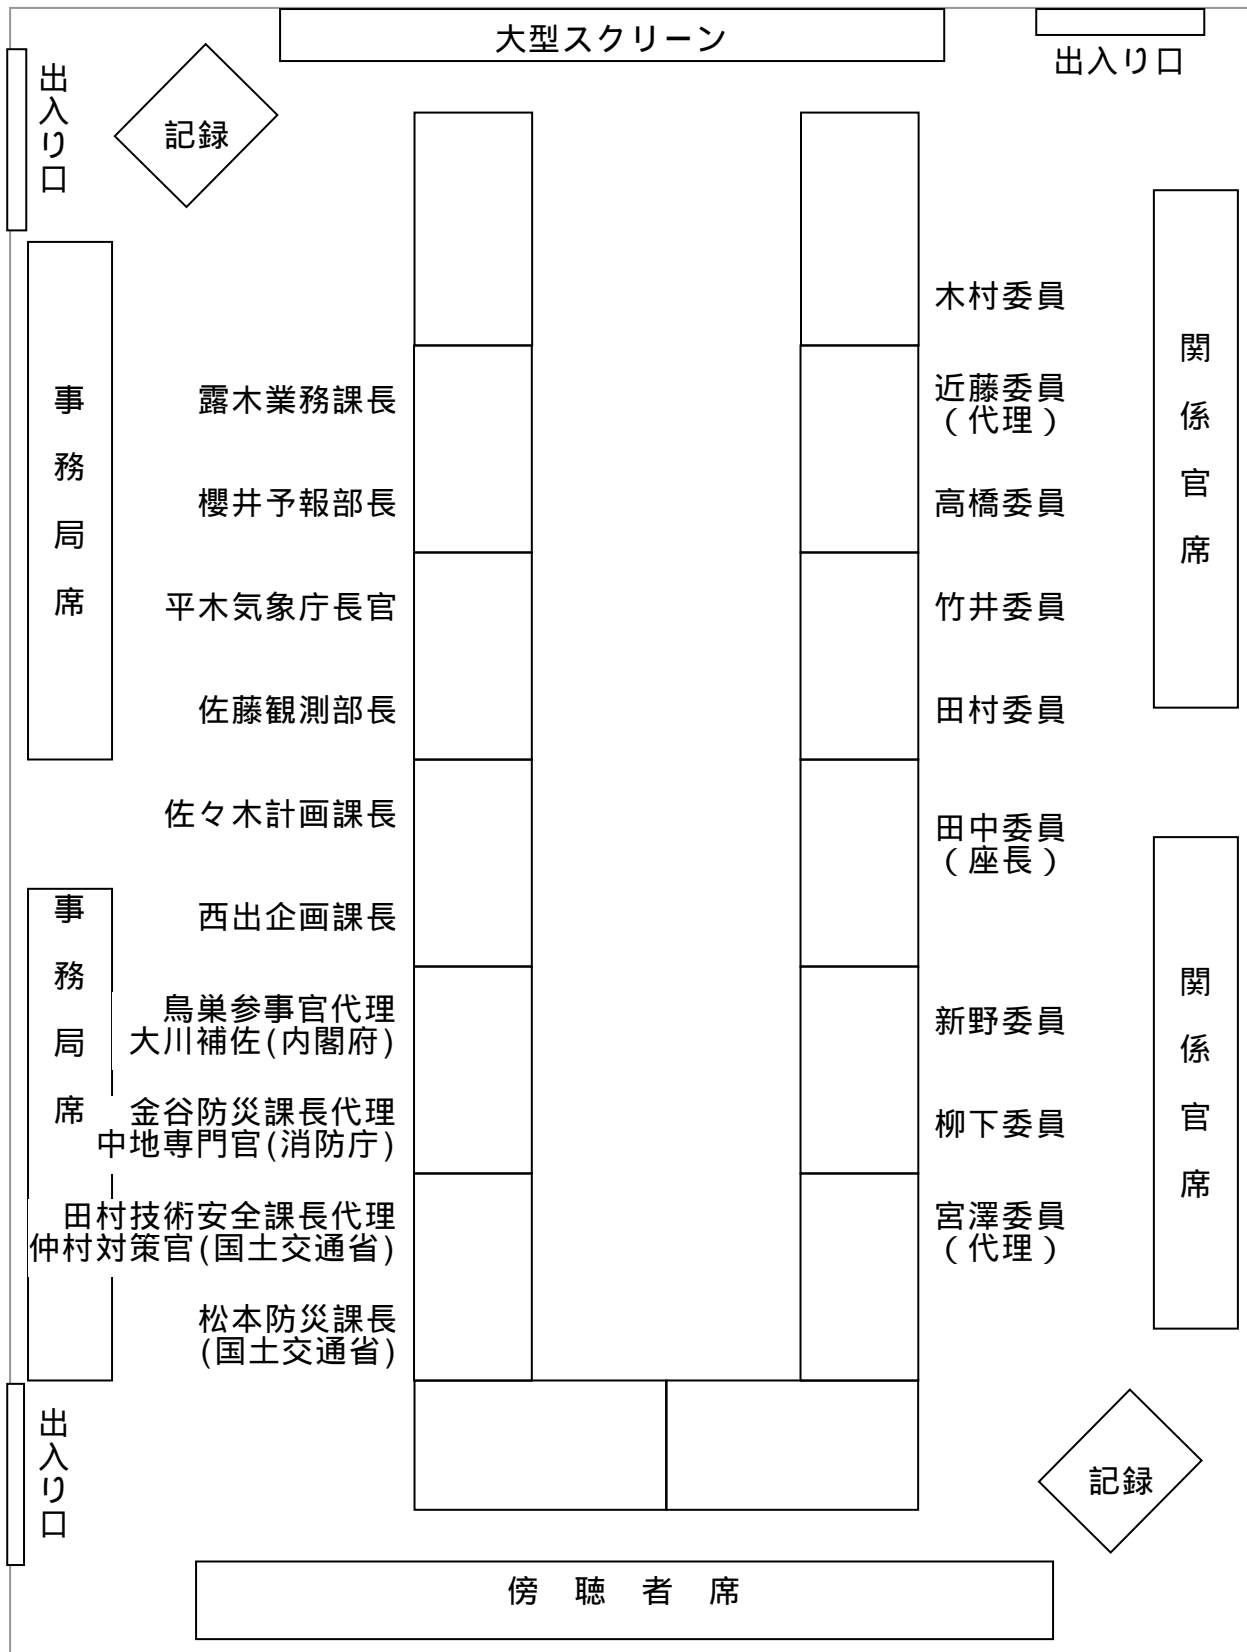 大型スクリーン
出入り口
出入り口
記録
事務局席
露木業務課長
櫻井予報部長
平木気象庁長官
佐藤観測部長
佐々木計画課長
西出企画課長
事務局席
鳥巣参事官代理
大川補佐(内閣府)
金谷防災課長代理
中地専門官(消防庁)
田村技術安全課長代理
仲村対策官(国土交通省)
松本防災課長
(国土交通省)
出入り口
木村委員
近藤委員
(代理)
高橋委員
竹井委員
田村委員
田中委員
(座長)
新野委員
柳下委員
宮澤委員
(代理)
関係官席
関係官席
記録
傍聴者席